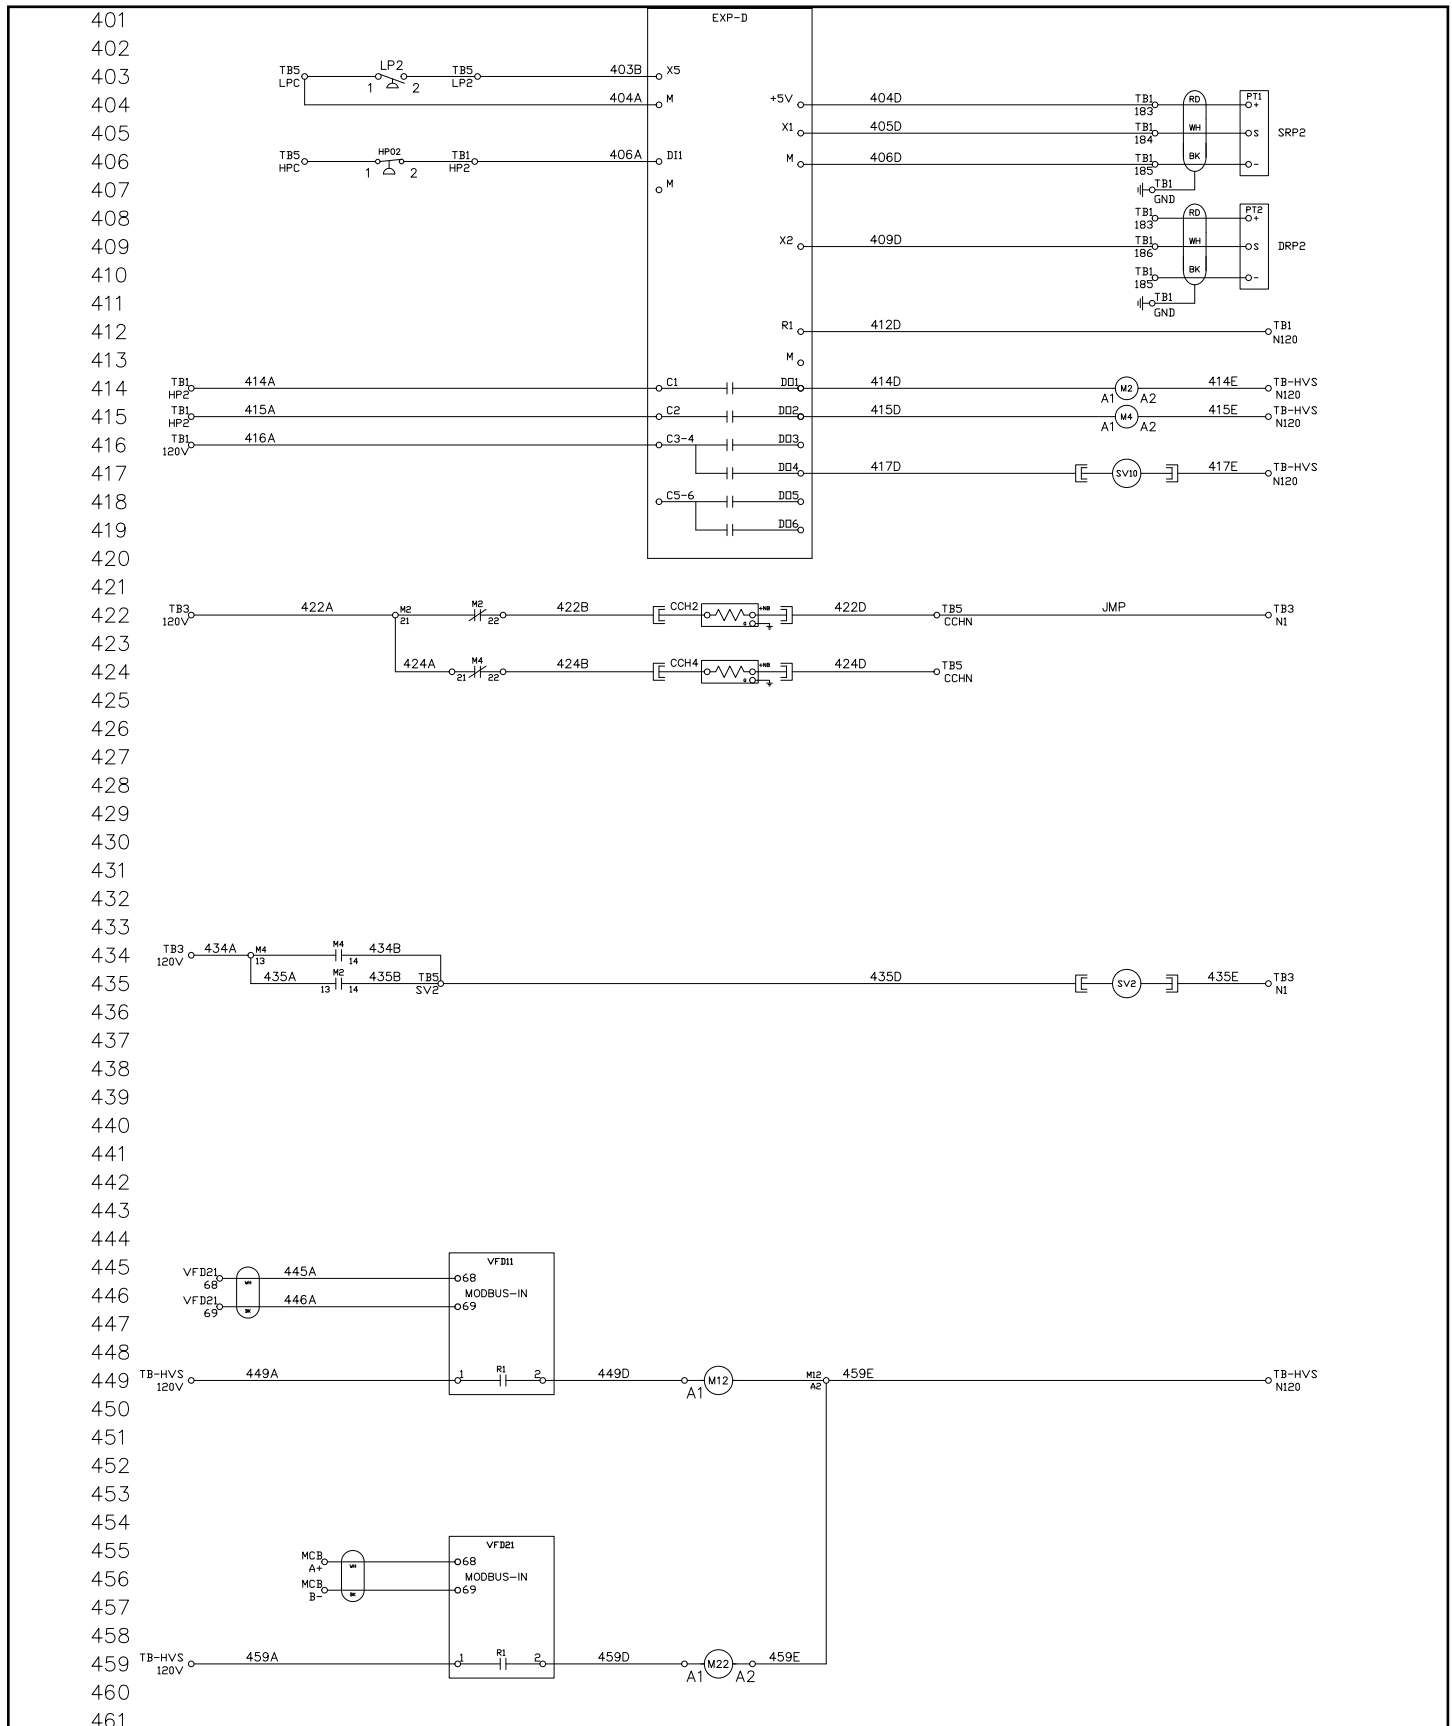 401 EXP-D
402
LP2
403 TB5 TB5 403B X5
LPC 1 2 LP2
404 404A M +5V 404D TB1 RD PT1 +
183
405 X1 405D TB1 WH S SRP2
184
406 TB5 HP02 TB1 406A DI1 M 406D TB1 BK -
HPC 1 2 HP2 185
407 M TB1
GND
408 TB1 RD PT2 +
183
409 X2 409D TB1 WH S DRP2
186
410 TB1 BK -
185
411 TB1
GND
412 R1 412D TB1
N120
413 M
414 TB1 414A C1 DO1 414D M2 414E TB-HVS
HP2 A1 A2 N120
415 TB1 415A C2 DO2 415D M4 415E TB-HVS
HP2 A1 A2 N120
416 TB1 416A C3-4 DO3
120V
417 DO4 417D SV10 417E TB-HVS
N120
418 C5-6 DO5
419 DO6
420
421
422 TB3 422A M2 M2 422B CCH2 +NB 422D TB5 JMP TB3
120V 21 22 G CCHN N1
423
424 424A M4 424B CCH4 +NB 424D TB5
21 22 G CCHN
425
426
427
428
429
430
431
432
433
434 TB3 434A M4 M4 434B
120V 13 14
435 435A M2 435B TB5 435D SV2 435E TB3
13 14 SV2 N1
436
437
438
439
440
441
442
443
444
445 VFD21 445A VFD11
68 WH 68
446 VFD21 446A MODBUS-IN
69 BK 69
447
448
449 TB-HVS 449A 1 R1 2 449D M12 M12 459E TB-HVS
120V A1 A2 N120
450
451
452
453
454
455 MCB VFD21
A+ WH 68
456 MCB MODBUS-IN
B- BK 69
457
458
459 TB-HVS 459A 1 R1 2 459D M22 459E
120V A1 A2
460
461